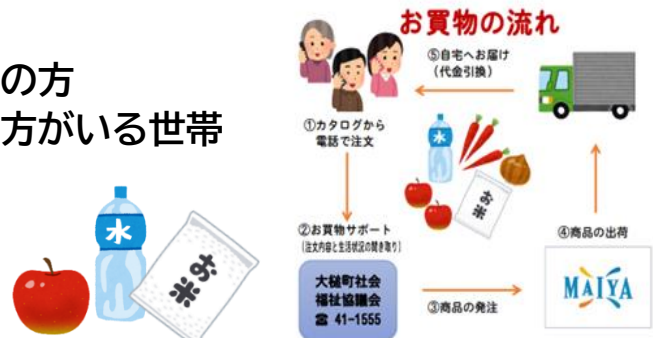 の方
方がいる世帯
水
お米
お買物の流れ
⑤自宅へお届け
（代金引換）
①カタログから
電話で注文
水
お米
②お買物サポート
（注文内容と生活状況の聞き取り）
大槌町社会
福祉協議会
☎ 41-1555
③商品の発注
④商品の出荷
MAIYA